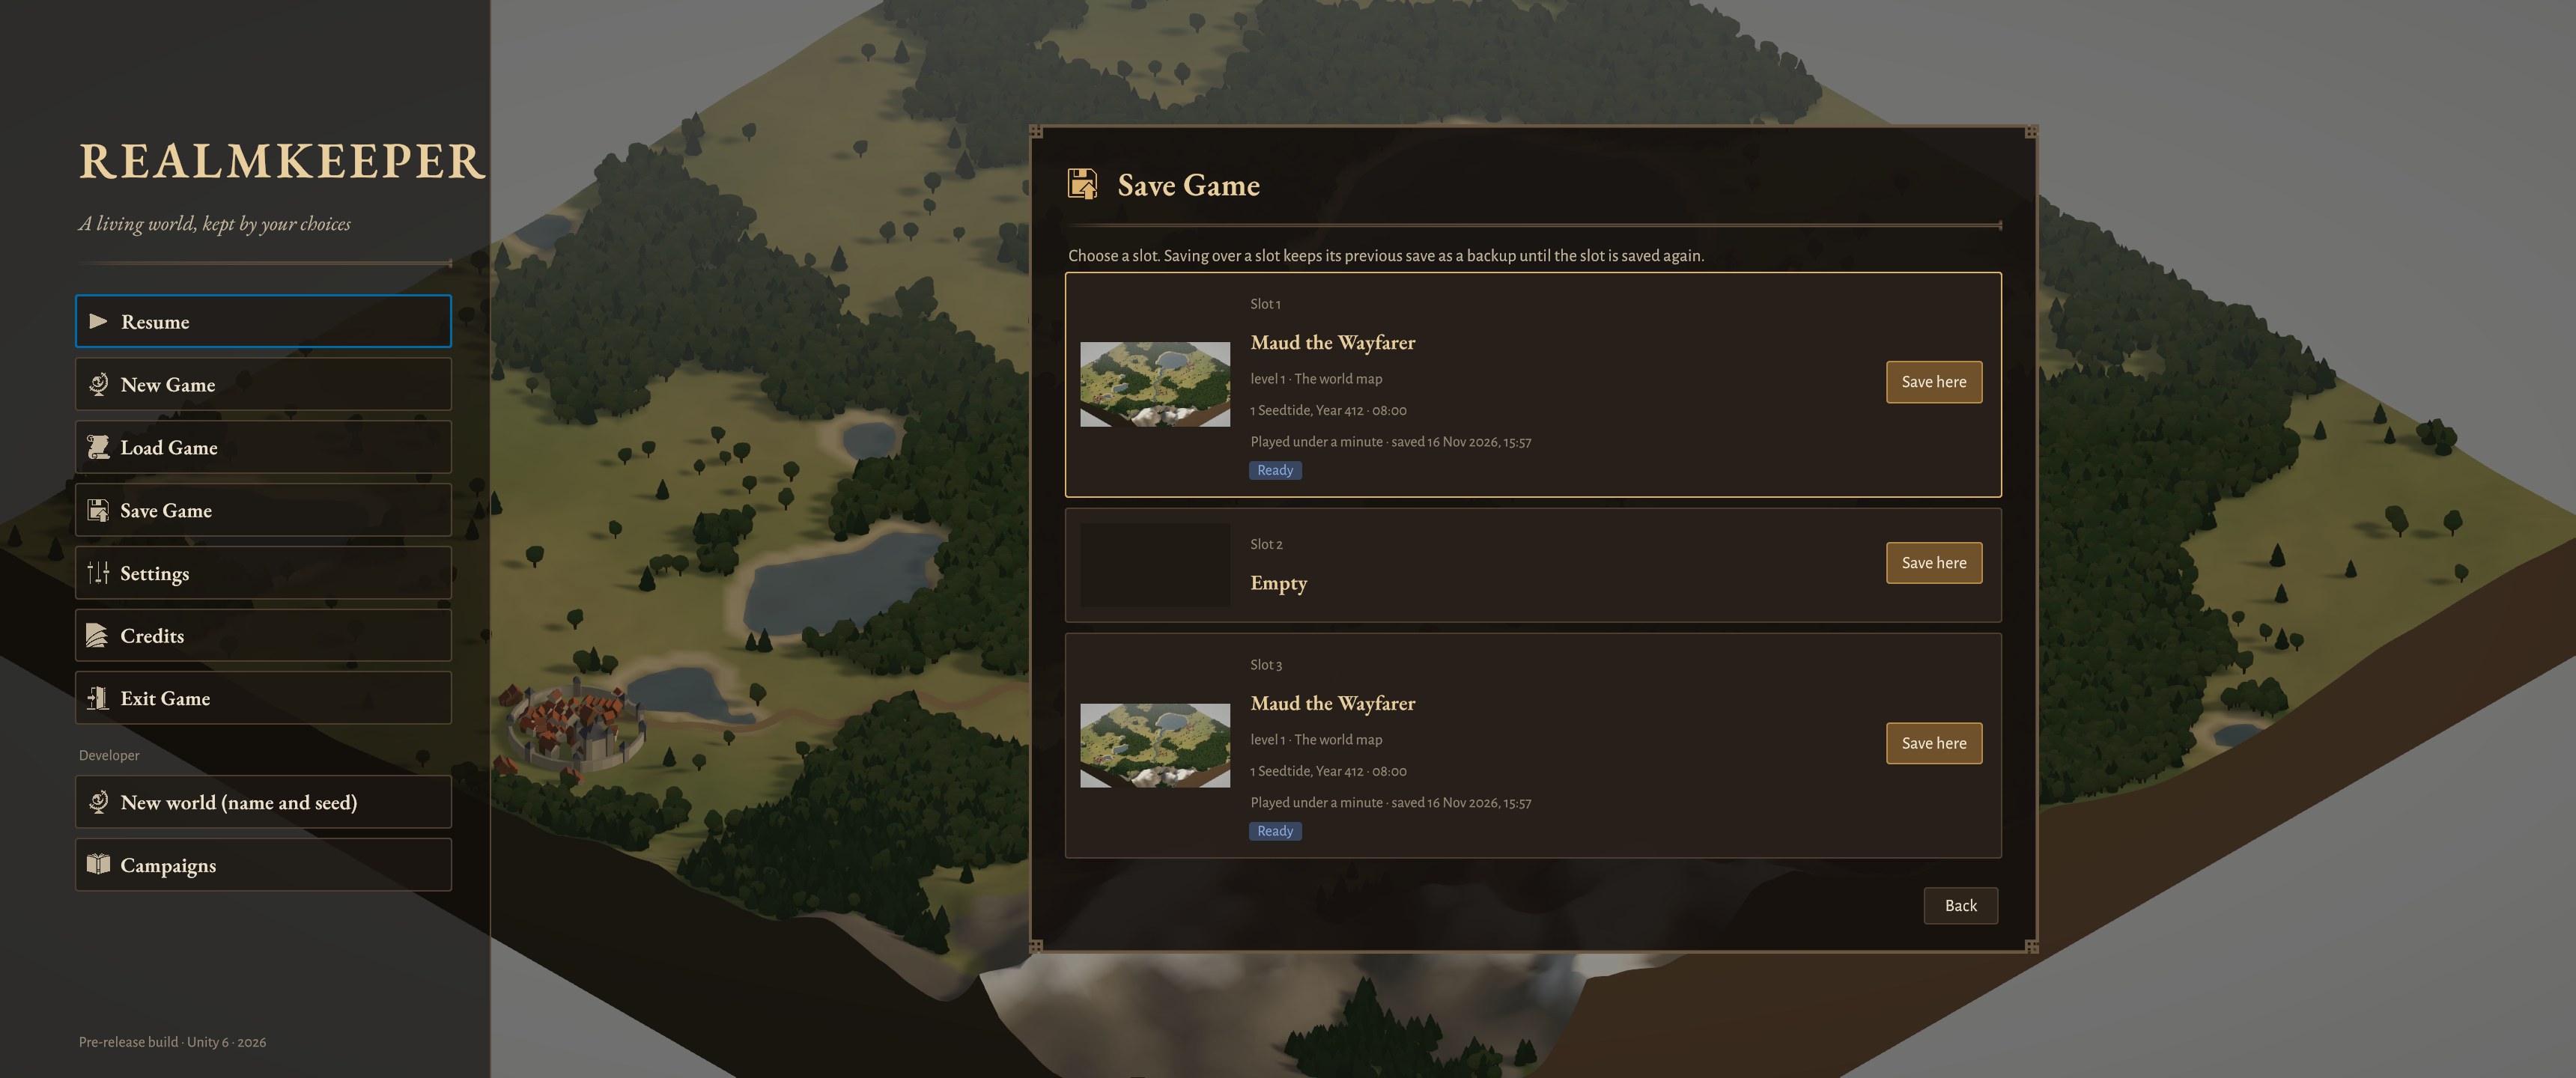 REALMKEEPER
A living world, kept by your choices
Resume
New Game
Load Game
Save Game
Settings
Credits
Exit Game
Developer
New world (name and seed)
Campaigns
Pre-release build · Unity 6 · 2026
Save Game
Choose a slot. Saving over a slot keeps its previous save as a backup until the slot is saved again.
Slot 1
Maud the Wayfarer
level 1 · The world map
1 Seedtide, Year 412 · 08:00
Played under a minute · saved 16 Nov 2026, 15:57
Ready
Save here
Slot 2
Empty
Save here
Slot 3
Maud the Wayfarer
level 1 · The world map
1 Seedtide, Year 412 · 08:00
Played under a minute · saved 16 Nov 2026, 15:57
Ready
Save here
Back